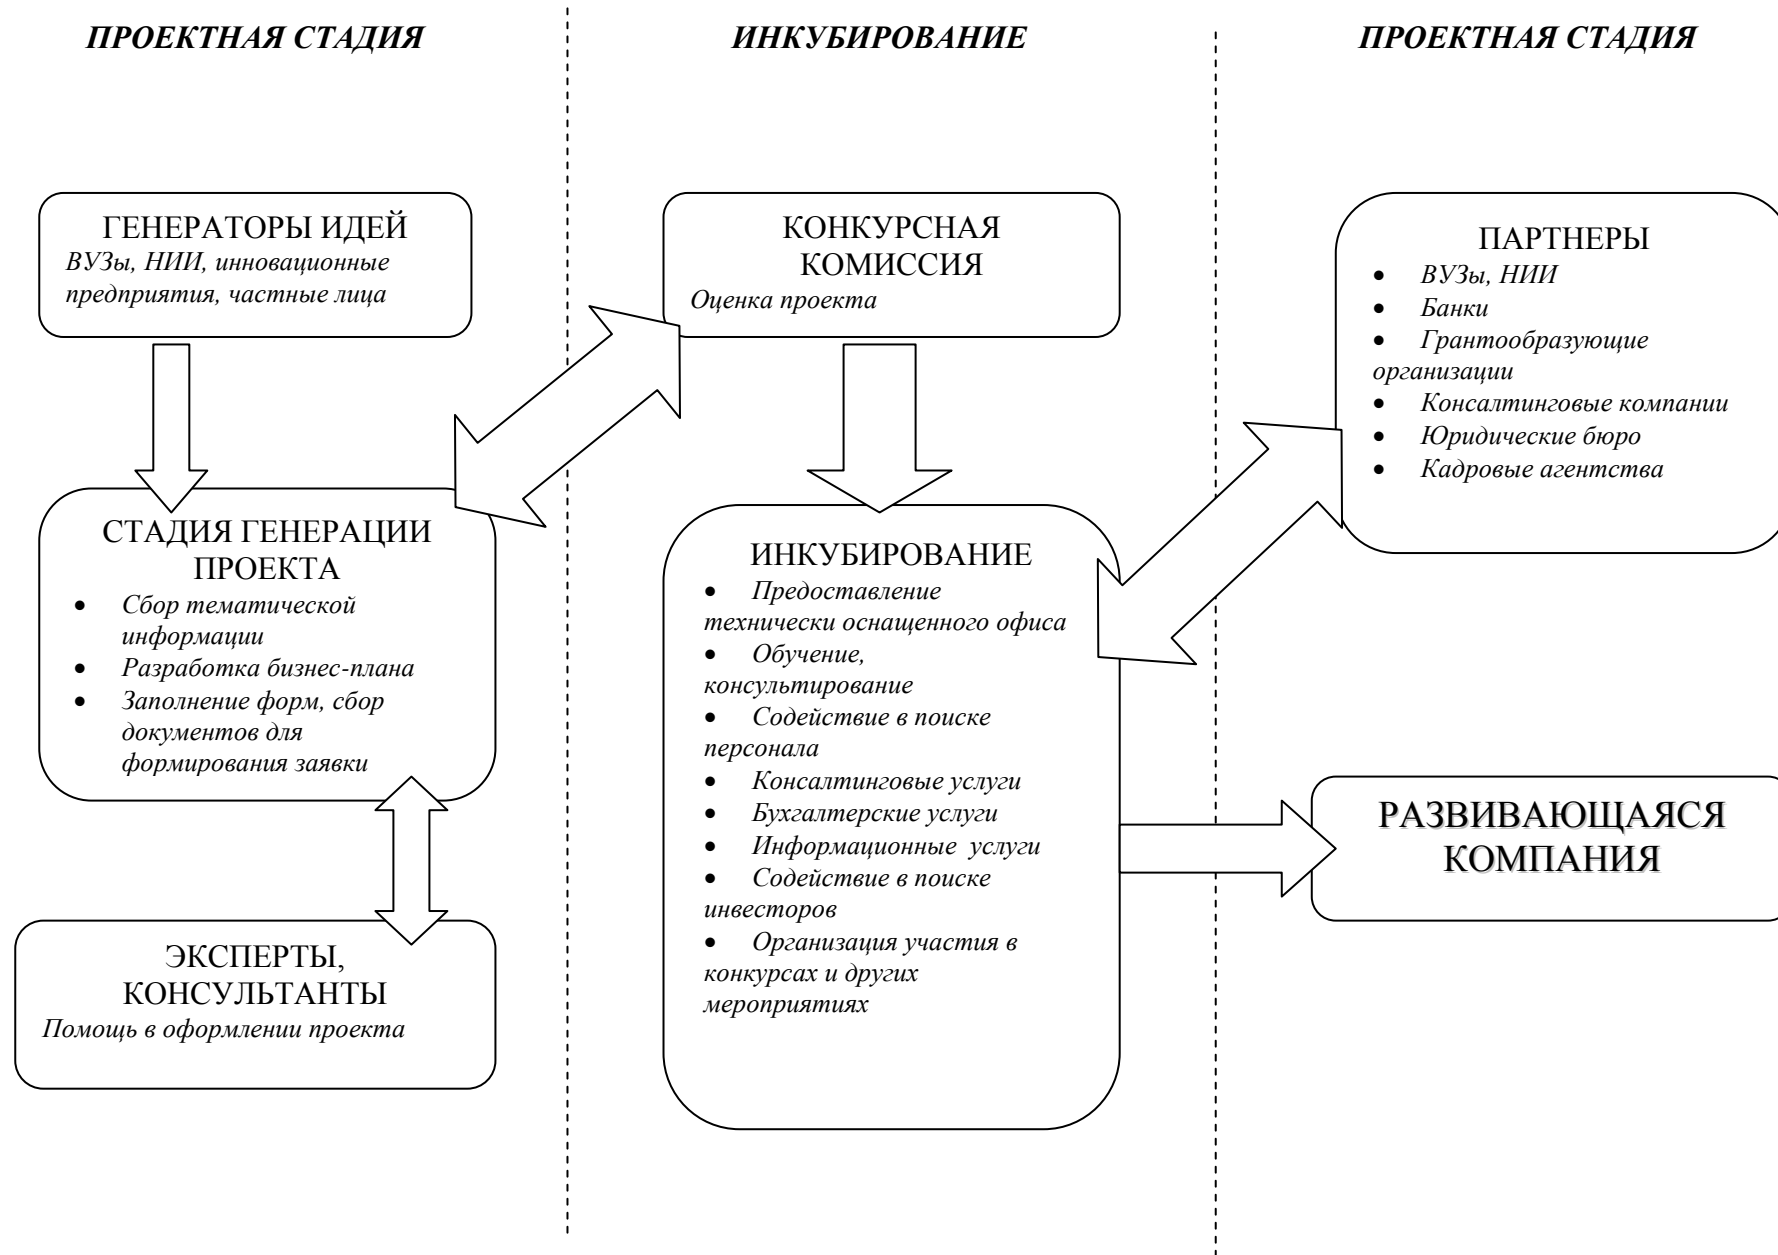 ПРОЕКТНАЯ СТАДИЯ
ИНКУБИРОВАНИЕ
ПРОЕКТНАЯ СТАДИЯ
ГЕНЕРАТОРЫ ИДЕЙ
ВУЗы, НИИ, инновационные
предприятия, частные лица
СТАДИЯ ГЕНЕРАЦИИ
ПРОЕКТА
• Сбор тематической
информации
• Разработка бизнес-плана
• Заполнение форм, сбор
документов для
формирования заявки
ЭКСПЕРТЫ,
КОНСУЛЬТАНТЫ
Помощь в оформлении проекта
КОНКУРСНАЯ
КОМИССИЯ
Оценка проекта
ИНКУБИРОВАНИЕ
• Предоставление
технически оснащенного офиса
• Обучение,
консультирование
• Содействие в поиске
персонала
• Консалтинговые услуги
• Бухгалтерские услуги
• Информационные услуги
• Содействие в поиске
инвесторов
• Организация участия в
конкурсах и других
мероприятиях
ПАРТНЕРЫ
• ВУЗы, НИИ
• Банки
• Грантообразующие
организации
• Консалтинговые компании
• Юридические бюро
• Кадровые агентства
РАЗВИВАЮЩАЯСЯ
КОМПАНИЯ